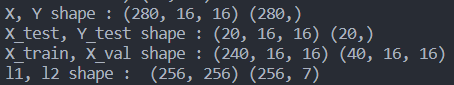 X, Y shape : (280, 16, 16) (280,)
X_test, Y_test shape : (20, 16, 16) (20,)
X_train, X_val shape : (240, 16, 16) (40, 16, 16)
l1, l2 shape :  (256, 256) (256, 7)